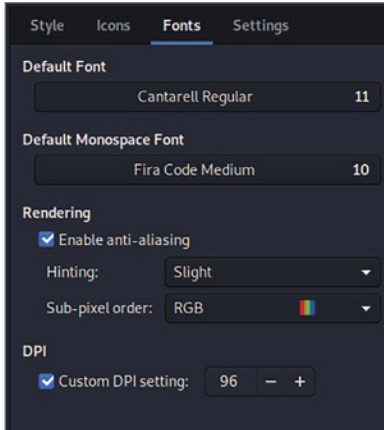 Style Icons Fonts Settings
Default Font
Cantarell Regular 11
Default Monospace Font
Fira Code Medium 10
Rendering
Enable anti-aliasing
Hinting: Slight
Sub-pixel order: RGB
DPI
Custom DPI setting: 96 − +